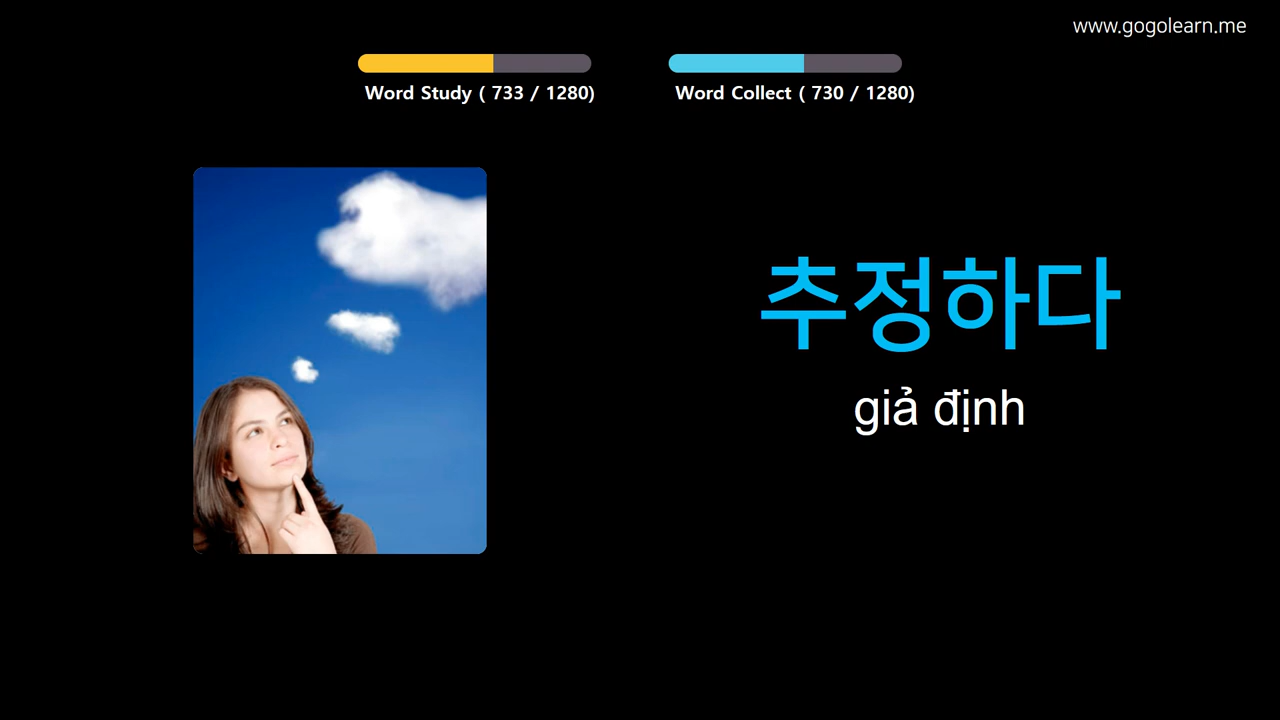 www.gogolearn.me
Word Study ( 733 / 1280)
Word Collect ( 730 / 1280)
추정하다
giả định